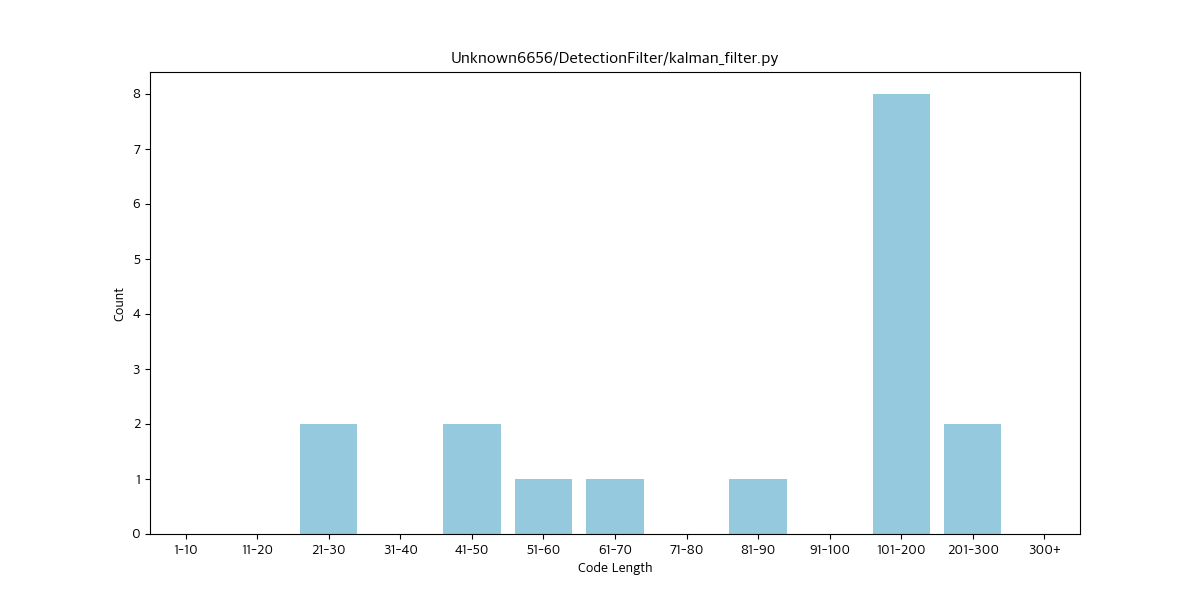 Unknown6656/DetectionFilter/kalman_filter.py
8
7
6
5
4
3
2
1
0
Count
1-10 11-20 21-30 31-40 41-50 51-60 61-70 71-80 81-90 91-100 101-200 201-300 300+
Code Length